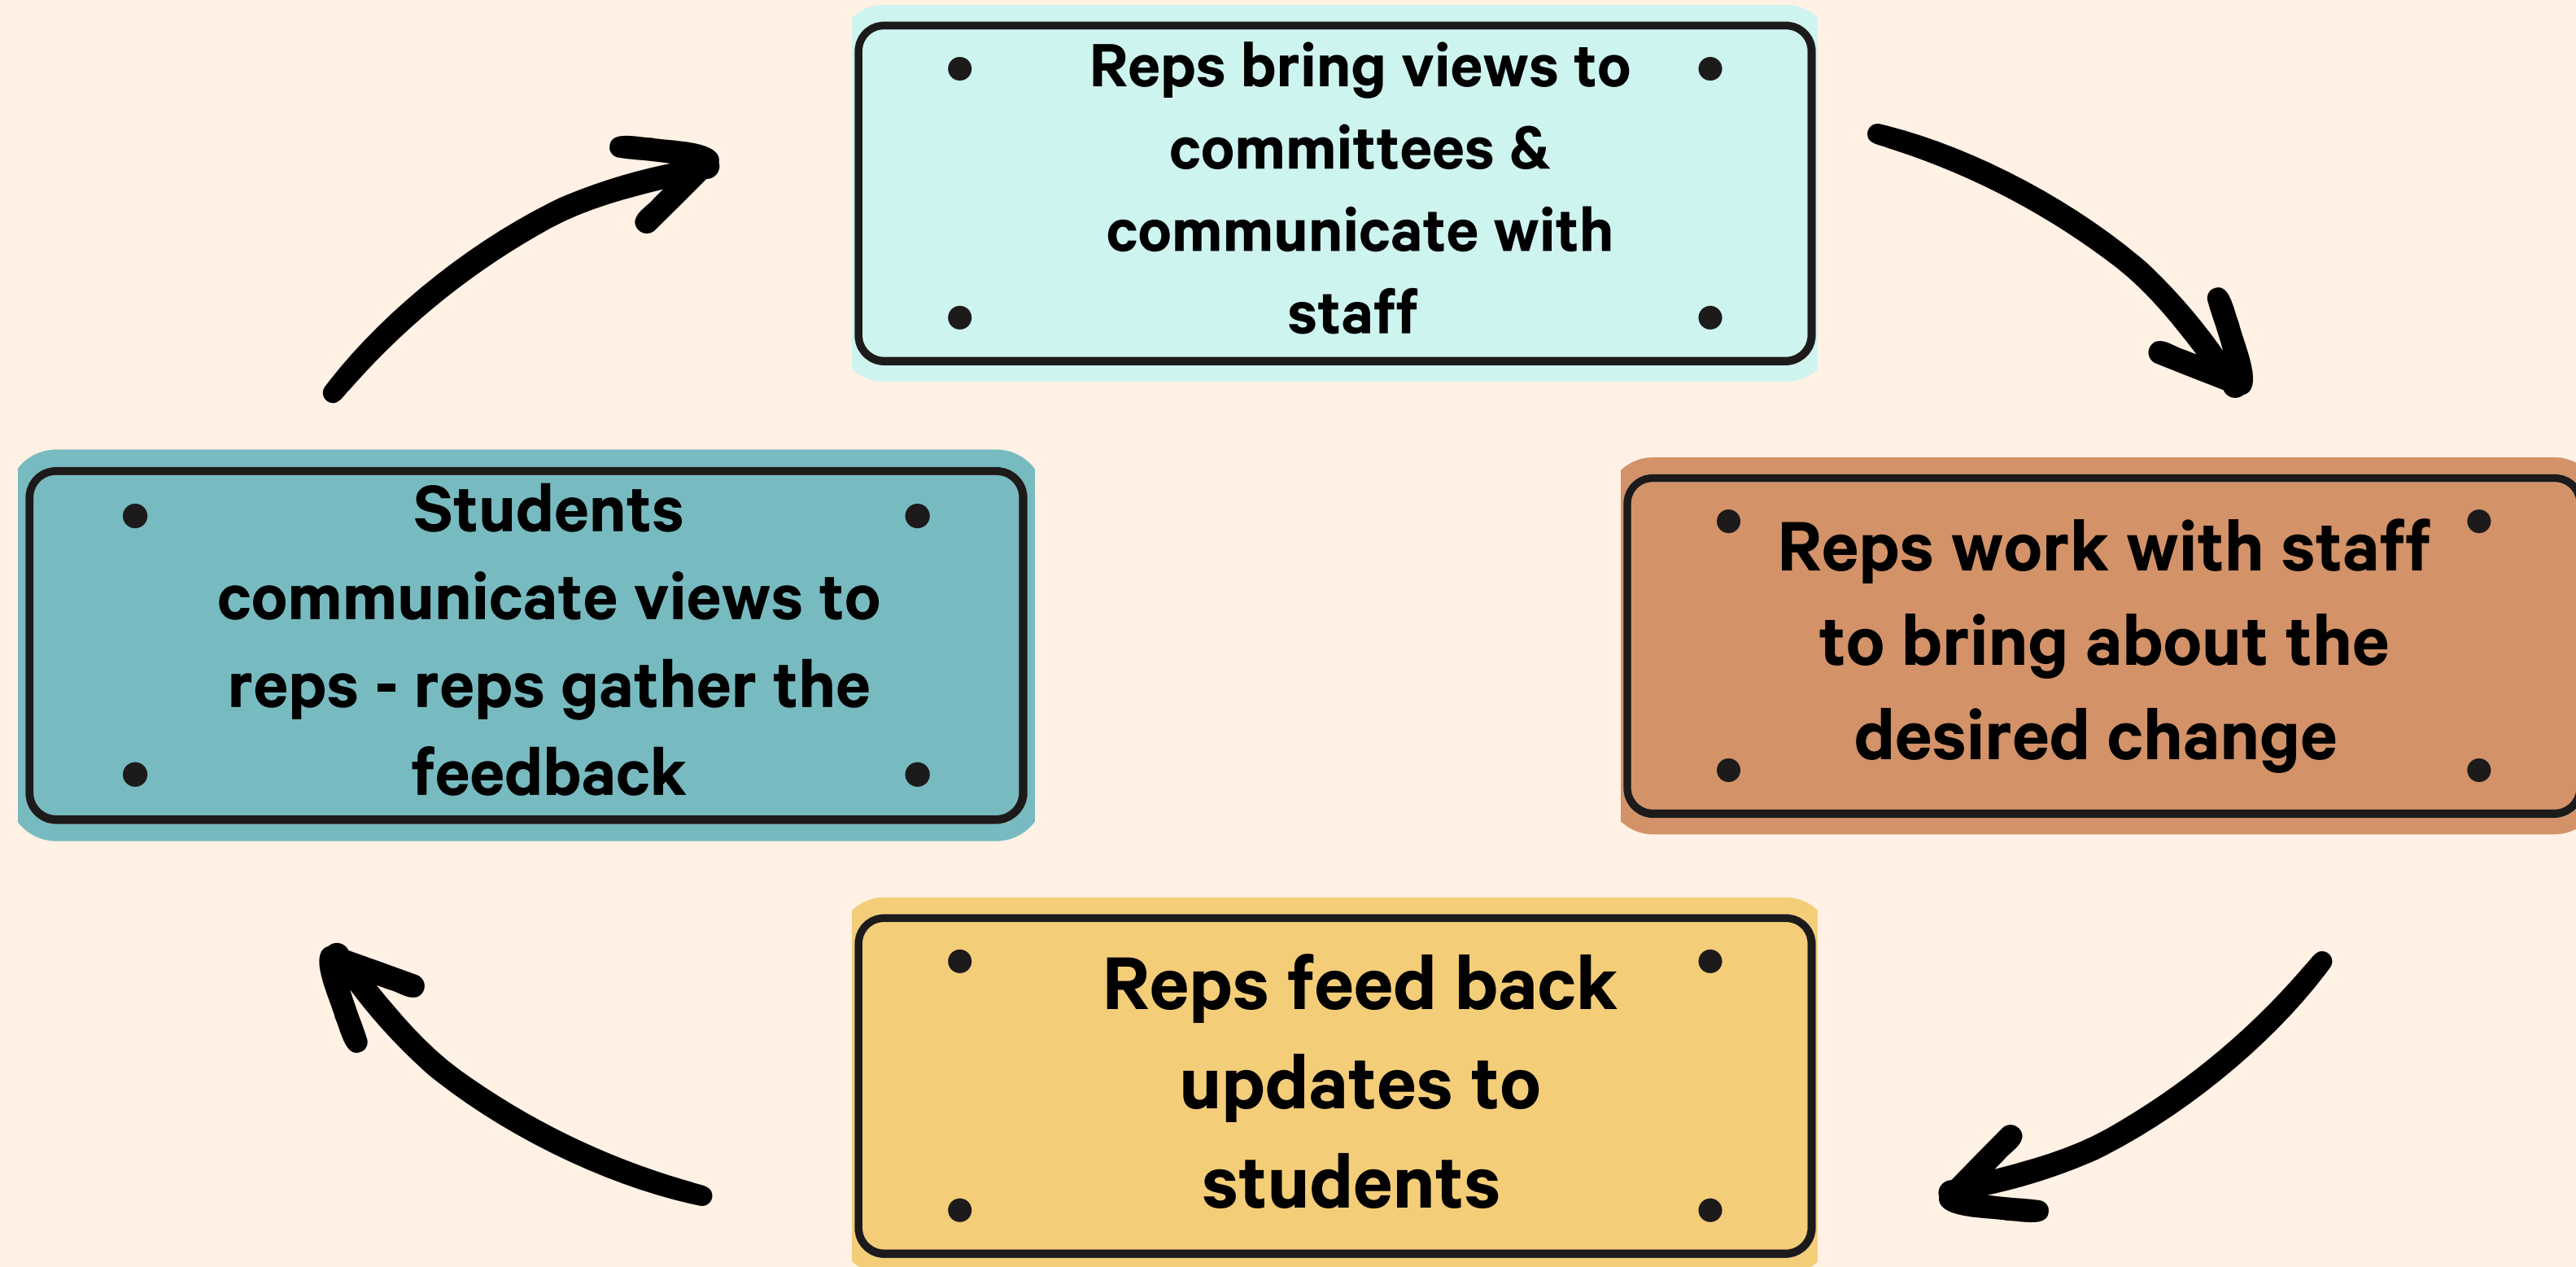 Reps bring views to
committees &
communicate with
staff
Students
communicate views to
reps - reps gather the
feedback
Reps work with staff
to bring about the
desired change
Reps feed back
updates to
students